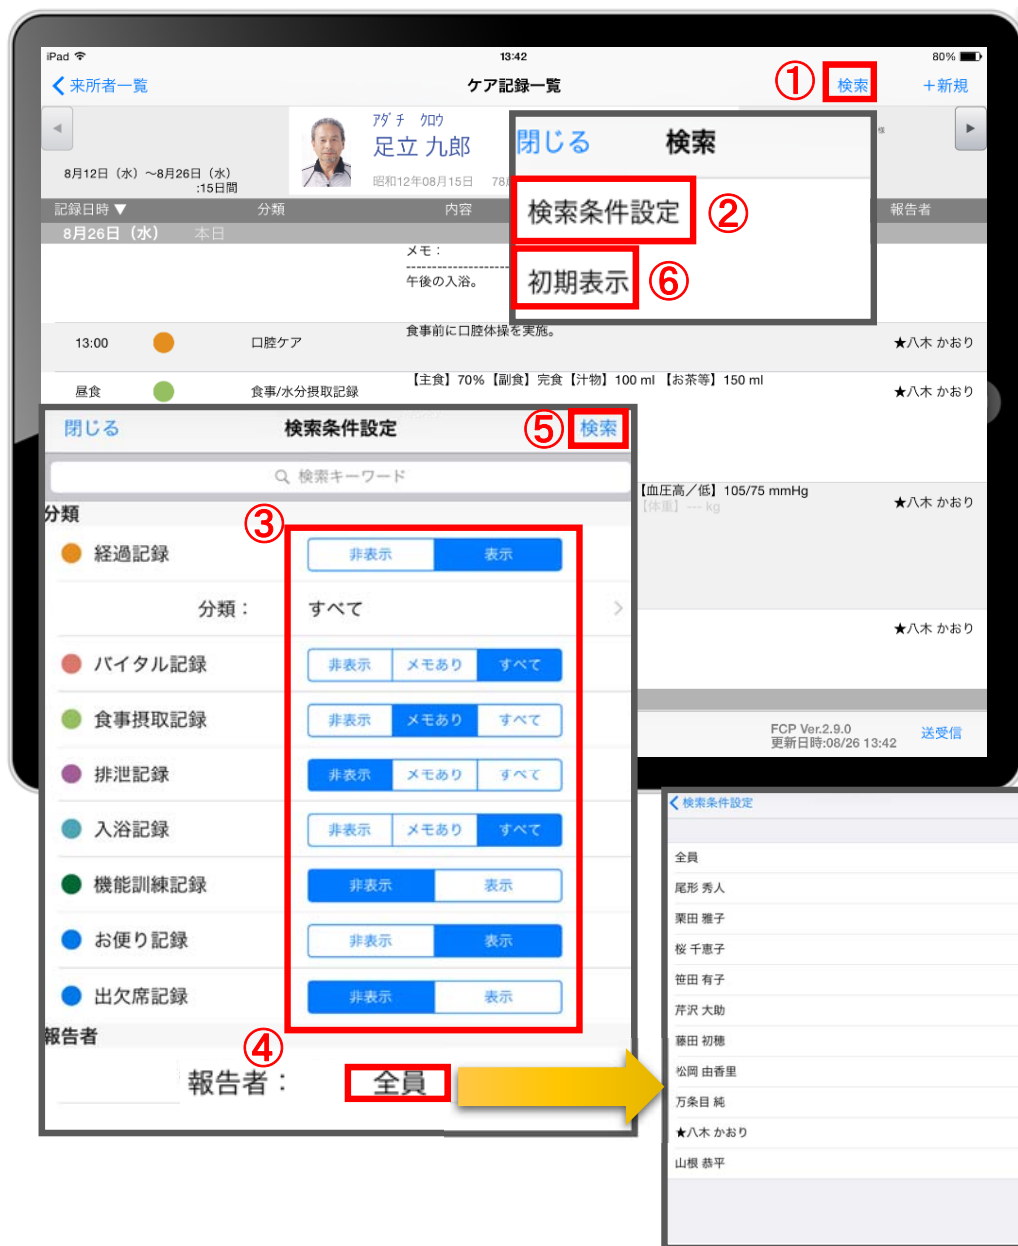 iPad 13:42 80%
来所者一覧 ケア記録一覧 ① 検索 ＋新規
アダチ クロウ
足立 九郎
昭和12年08月15日 78
様
8月12日（水）～8月26日（水）
:15日間
閉じる 検索
検索条件設定 ②
初期表示 ⑥
記録日時▼ 分類 内容 報告者
8月26日（水） 本日
メモ：
午後の入浴。
食事前に口腔体操を実施。
13:00 口腔ケア ★八木 かおり
【主食】70%【副食】完食【汁物】100 ml 【お茶等】150 ml
昼食 食事/水分摂取記録 ★八木 かおり
【血圧高／低】105/75 mmHg
【体重】--- kg
★八木 かおり
★八木 かおり
FCP Ver.2.9.0
更新日時:08/26 13:42
送受信
閉じる 検索条件設定 ⑤ 検索
検索キーワード
分類
③
経過記録 非表示 表示
分類： すべて
バイタル記録 非表示 メモあり すべて
食事摂取記録 非表示 メモあり すべて
排泄記録 非表示 メモあり すべて
入浴記録 非表示 メモあり すべて
機能訓練記録 非表示 表示
お便り記録 非表示 表示
出欠席記録 非表示 表示
報告者
④
報告者： 全員
検索条件設定
全員
尾形 秀人
栗田 雅子
桜 千恵子
笹田 有子
芹沢 大助
藤田 初穂
松岡 由香里
万条目 純
★八木 かおり
山根 恭平